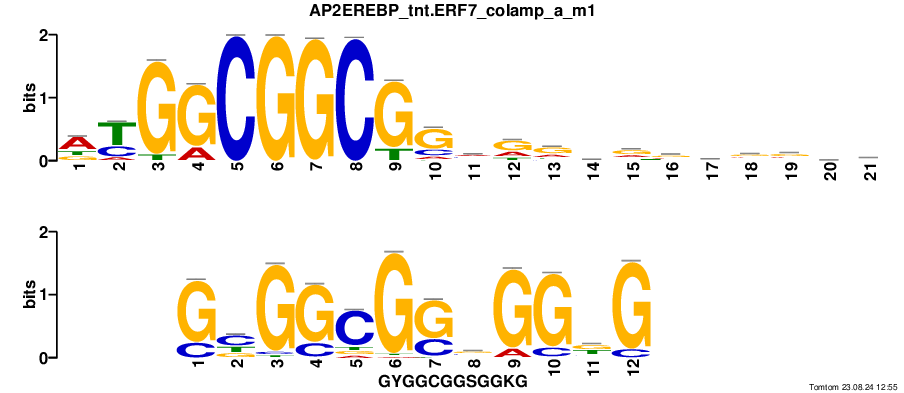 AP2EREBP_tnt.ERF7_colamp_a_m1
2
1
0
bits
1 2 3 4 5 6 7 8 9 10 11 12 13 14 15 16 17 18 19 20 21
2
1
0
bits
1 2 3 4 5 6 7 8 9 10 11 12
GYGGCGGSGGKG
Tomtom 23.08.24 12:55